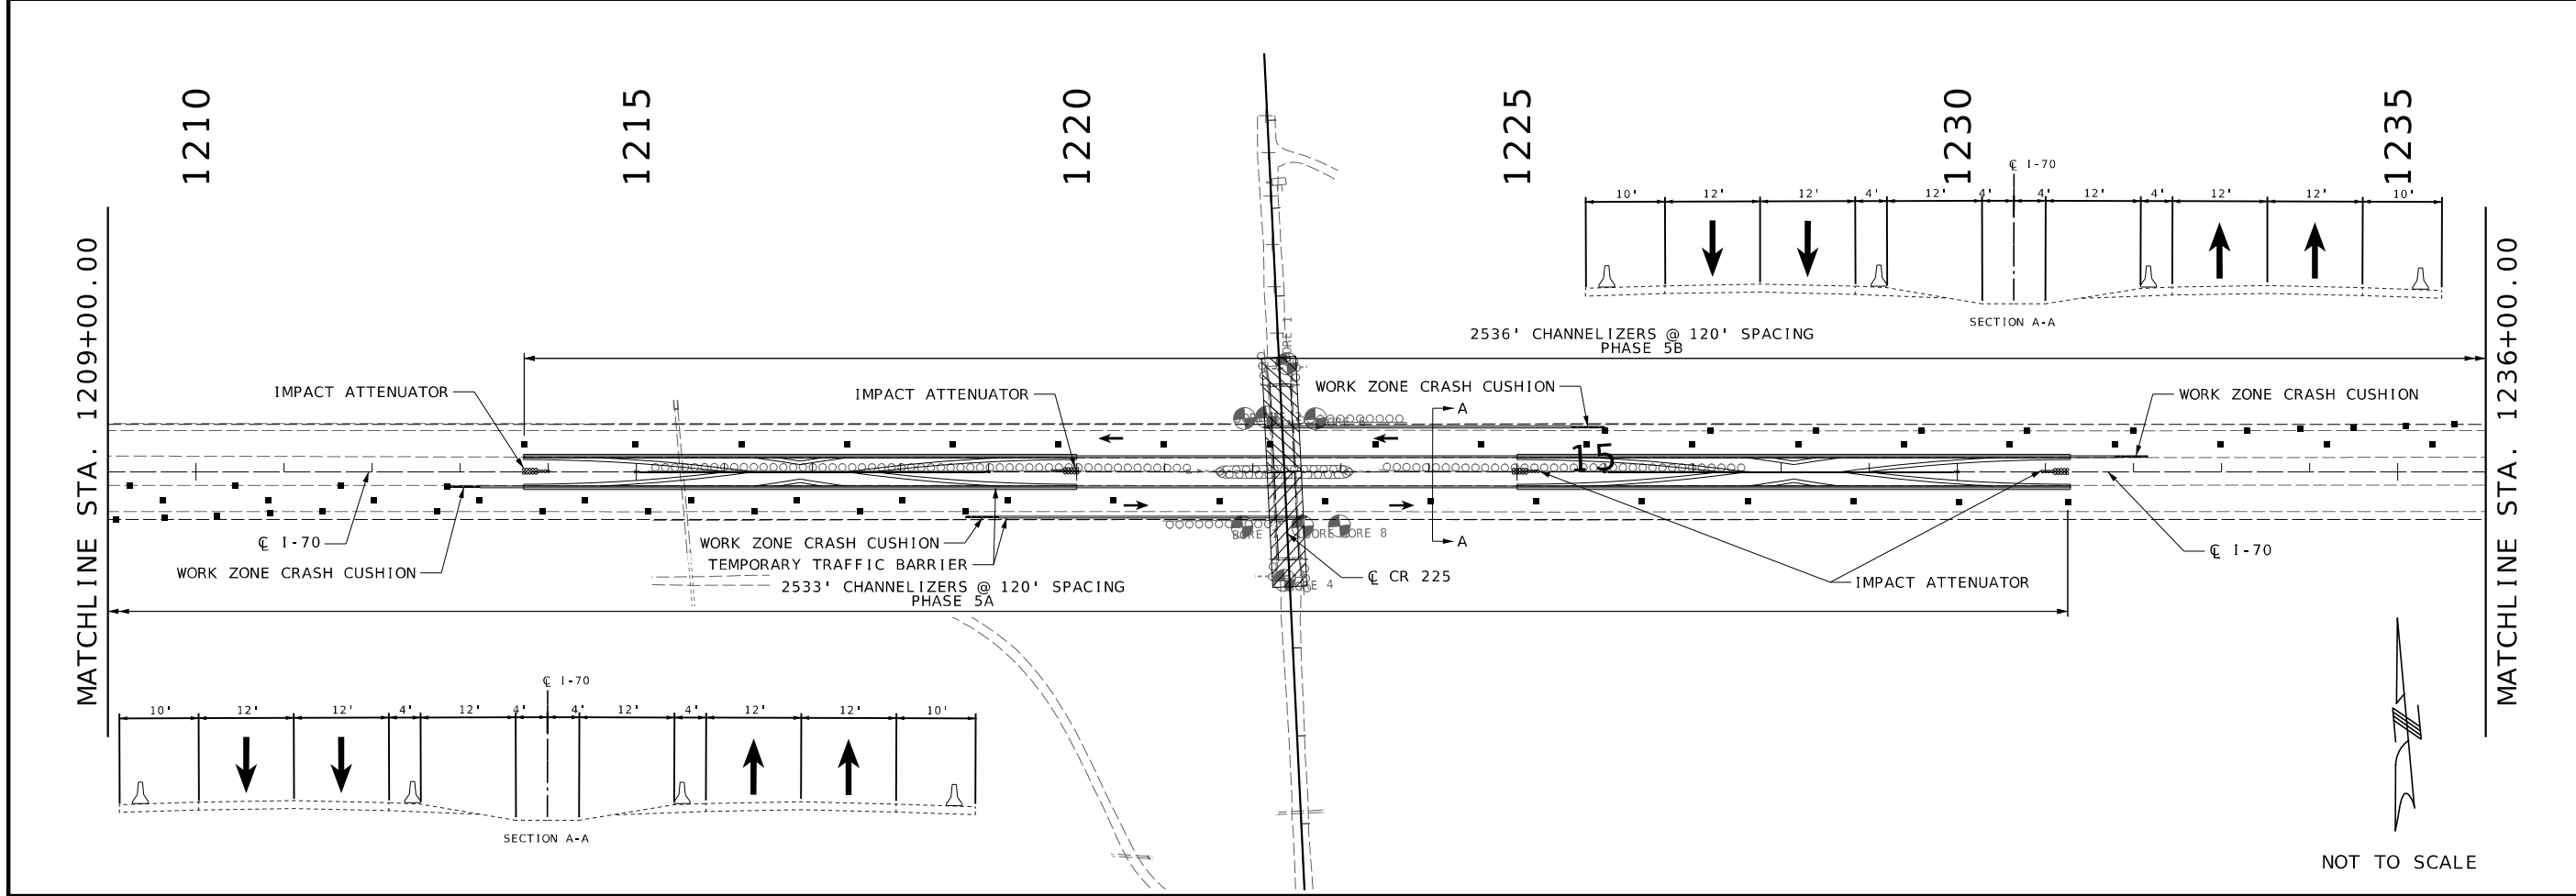 1210
1215
1220
1225
1230
1235
MATCHLINE STA. 1209+00.00
MATCHLINE STA. 1236+00.00
℄ I-70
10' 12' 12' 4' 12' 4' 4' 12' 4' 12' 12' 10'
SECTION A-A
2536' CHANNELIZERS @ 120' SPACING
PHASE 5B
IMPACT ATTENUATOR
IMPACT ATTENUATOR
WORK ZONE CRASH CUSHION
A
WORK ZONE CRASH CUSHION
15
℄ I-70
WORK ZONE CRASH CUSHION
WORK ZONE CRASH CUSHION
TEMPORARY TRAFFIC BARRIER
2533' CHANNELIZERS @ 120' SPACING
PHASE 5A
A
℄ CR 225
IMPACT ATTENUATOR
℄ I-70
℄ I-70
10' 12' 12' 4' 12' 4' 4' 12' 4' 12' 12' 10'
SECTION A-A
NOT TO SCALE